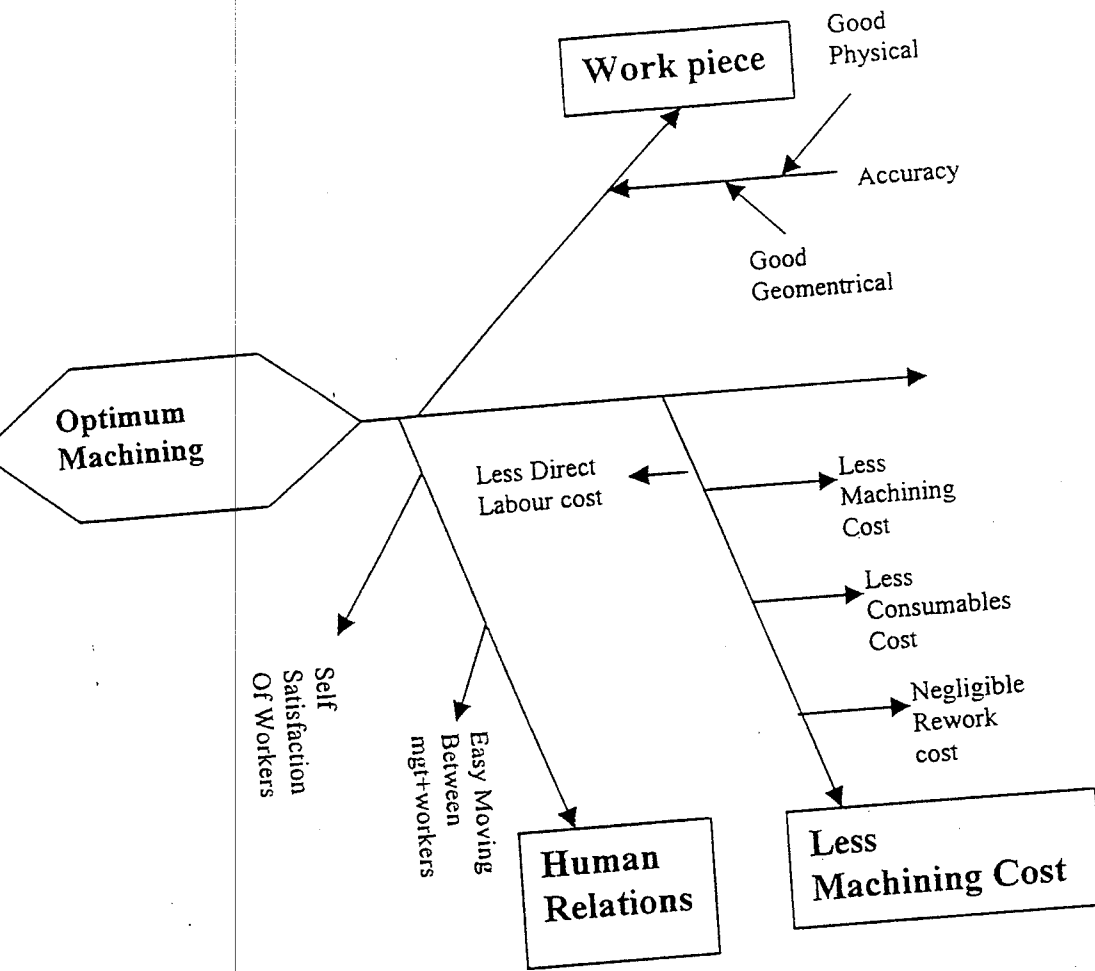 Good
Physical
Work piece
Accuracy
Good
Geomentrical
Optimum
Machining
Less Direct
Labour cost
Less
Machining
Cost
Less
Consumables
Cost
Negligible
Rework
cost
Self
Satisfaction
Of Workers
Easy Moving
Between
mgt+workers
Human
Relations
Less
Machining Cost